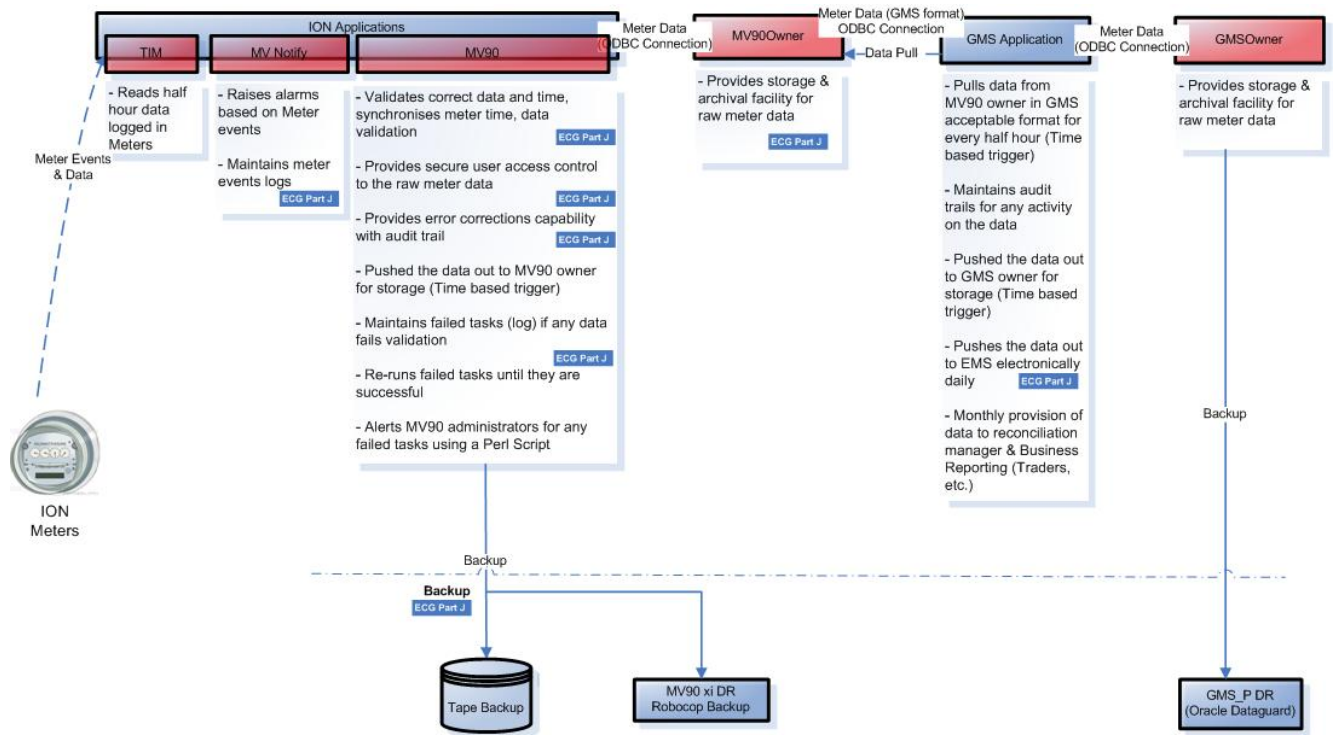 ION Applications
TIM
MV Notify
MV90
Meter Data
(ODBC Connection)
MV90Owner
Meter Data (GMS format)
ODBC Connection)
Data Pull
GMS Application
Meter Data
(ODBC Connection)
GMSOwner
- Reads half
hour data
logged in
Meters
Meter Events
& Data
- Raises alarms
based on Meter
events
- Maintains meter
events logs
ECG Part J
- Validates correct data and time,
synchronises meter time, data
validation
ECG Part J
- Provides secure user access control
to the raw meter data
ECG Part J
- Provides error corrections capability
with audit trail
ECG Part J
- Pushed the data out to MV90 owner
for storage (Time based trigger)
- Maintains failed tasks (log) if any data
fails validation
ECG Part J
- Re-runs failed tasks until they are
successful
- Alerts MV90 administrators for any
failed tasks using a Perl Script
- Provides storage &
archival facility for
raw meter data
ECG Part J
- Pulls data from
MV90 owner in GMS
acceptable format for
every half hour (Time
based trigger)
- Maintains audit
trails for any activity
on the data
- Pushed the data out
to GMS owner for
storage (Time based
trigger)
- Pushes the data out
to EMS electronically
daily
ECG Part J
- Monthly provision of
data to reconciliation
manager & Business
Reporting (Traders,
etc.)
- Provides storage &
archival facility for
raw meter data
Backup
ION
Meters
Backup
Backup
ECG Part J
Tape Backup
MV90 xi DR
Robocop Backup
GMS_P DR
(Oracle Dataguard)